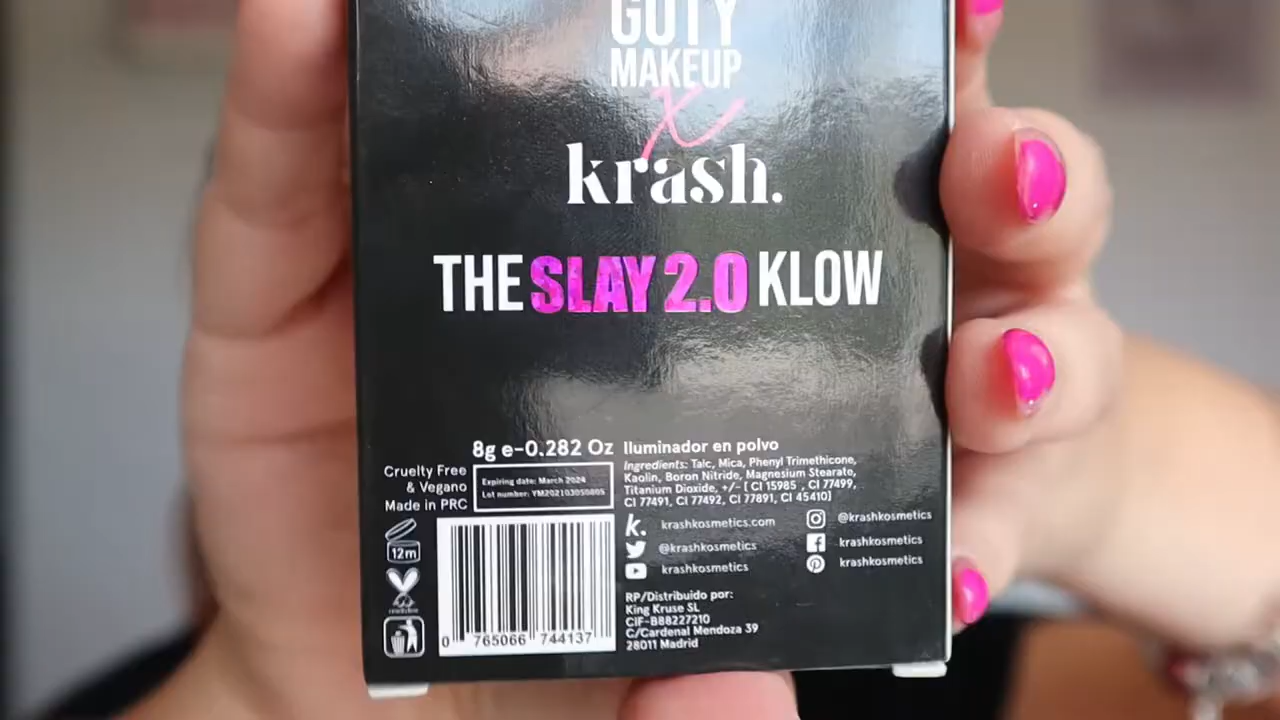 GOTY
MAKEUP
x
krash.
THE SLAY 2.0 KLOW
8g e-0.282 Oz
Iluminador en polvo
Cruelty Free
& Vegano
Made in PRC
Expiring date: March 2024
Lot number: YM202103050805
Ingredients: Talc, Mica, Phenyl Trimethicone,
Kaolin, Boron Nitride, Magnesium Stearate,
Titanium Dioxide, +/- [ CI 15985 , CI 77499,
CI 77491, CI 77492, CI 77891, CI 45410]
12m
k. krashkosmetics.com
@krashkosmetics
krashkosmetics
@krashkosmetics
krashkosmetics
krashkosmetics
RP/Distribuido por:
King Kruse SL
CIF-B88227210
C/Cardenal Mendoza 39
28011 Madrid
0 765066 744137